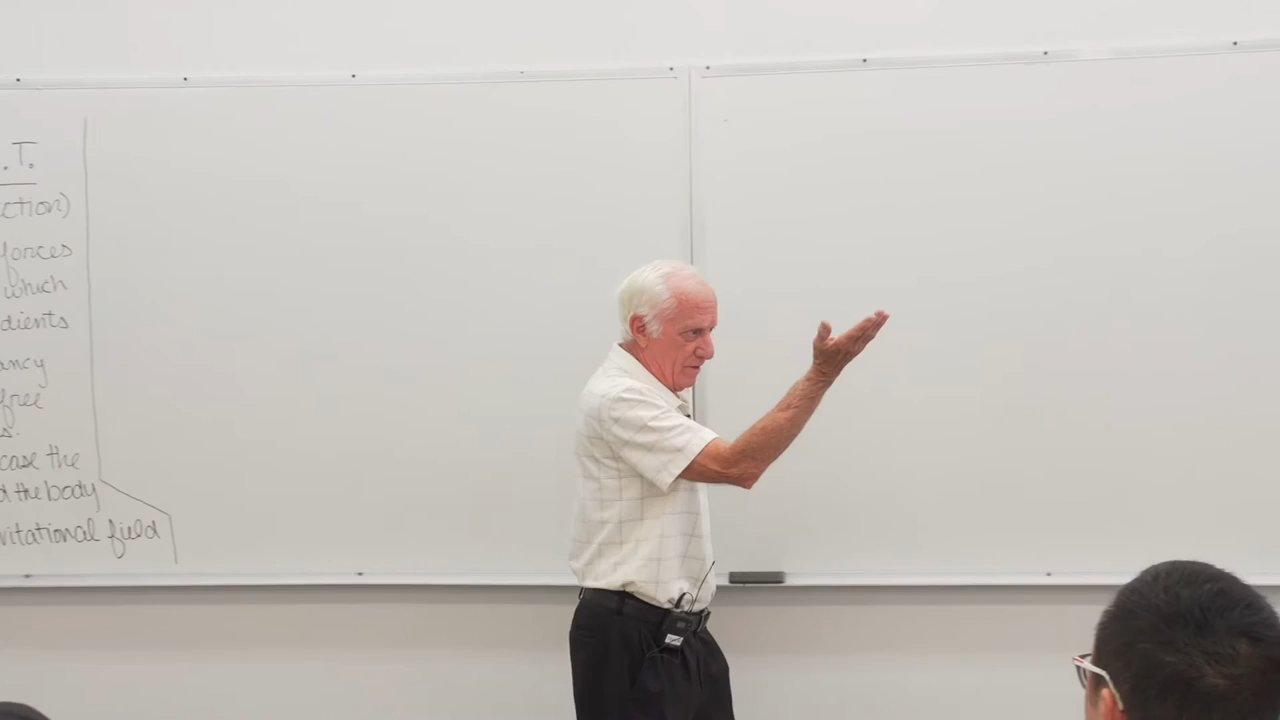 .T.
ction)
forces
which
dients
ancy
free
s.
case the
d the body
vitational field